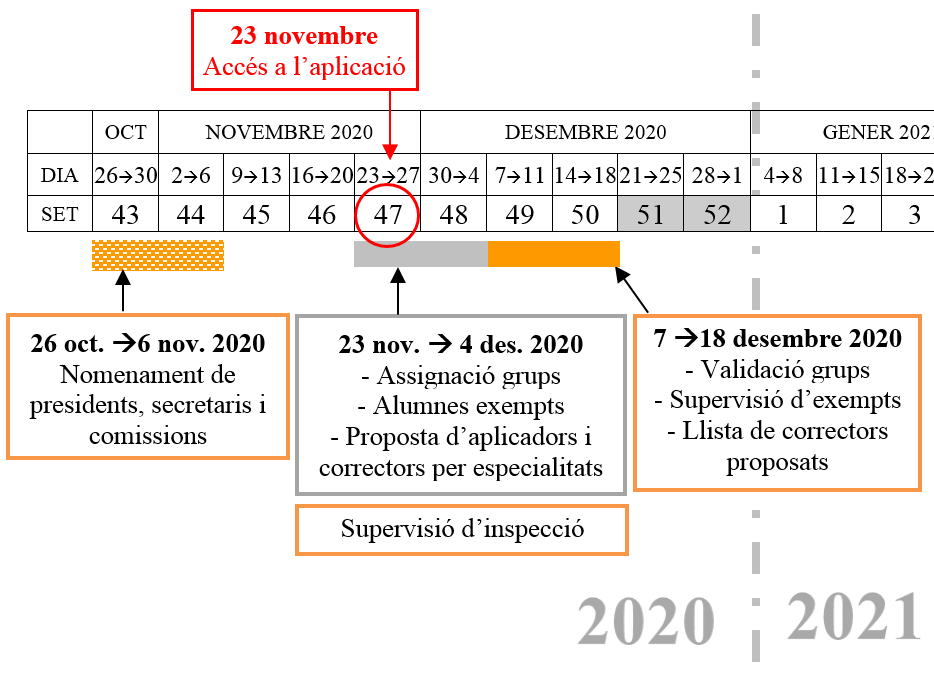 23 novembre
Accés a l’aplicació
OCT NOVEMBRE 2020 DESEMBRE 2020 GENER 2021
DIA 26→30 2→6 9→13 16→20 23→27 30→4 7→11 14→18 21→25 28→1 4→8 11→15 18→2
SET 43 44 45 46 47 48 49 50 51 52 1 2 3
26 oct. →6 nov. 2020
Nomenament de
presidents, secretaris i
comissions
23 nov. → 4 des. 2020
- Assignació grups
- Alumnes exempts
- Proposta d’aplicadors i
correctors per especialitats
7 →18 desembre 2020
- Validació grups
- Supervisió d’exempts
- Llista de correctors
proposats
Supervisió d’inspecció
2020 2021